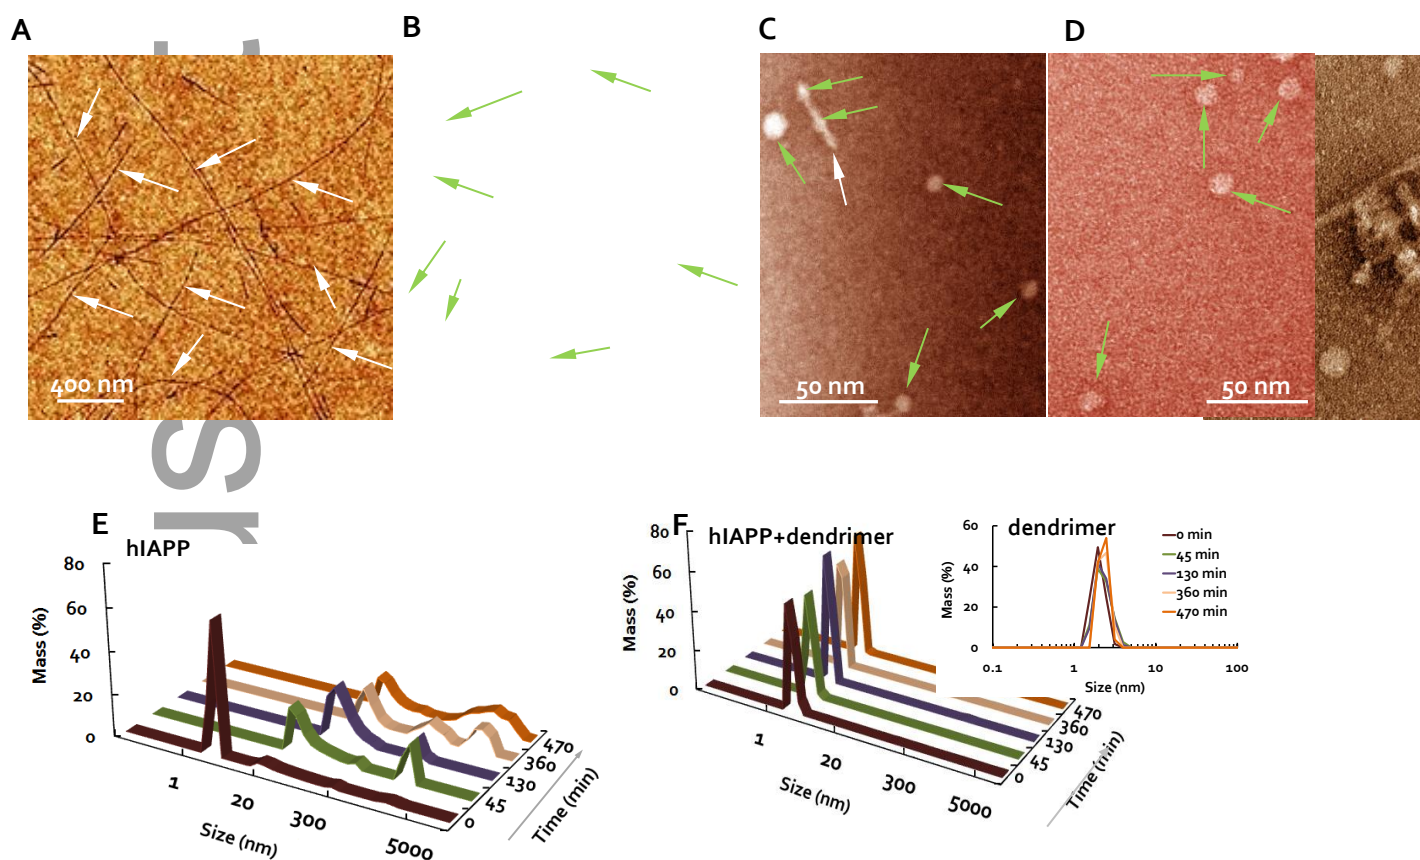 A
B
C
D
400 nm
50 nm
50 nm
Sr
E
hIAPP
80
60
40
20
0
Mass (%)
1
20
300
5000
Size (nm)
0
45
130
360
470
Time (min)
F
hIAPP+dendrimer
80
60
40
20
0
Mass (%)
1
20
300
5000
Size (nm)
0
45
130
360
470
Time (min)
dendrimer
60
40
20
0
Mass (%)
0.1
1
10
100
Size (nm)
0 min
45 min
130 min
360 min
470 min